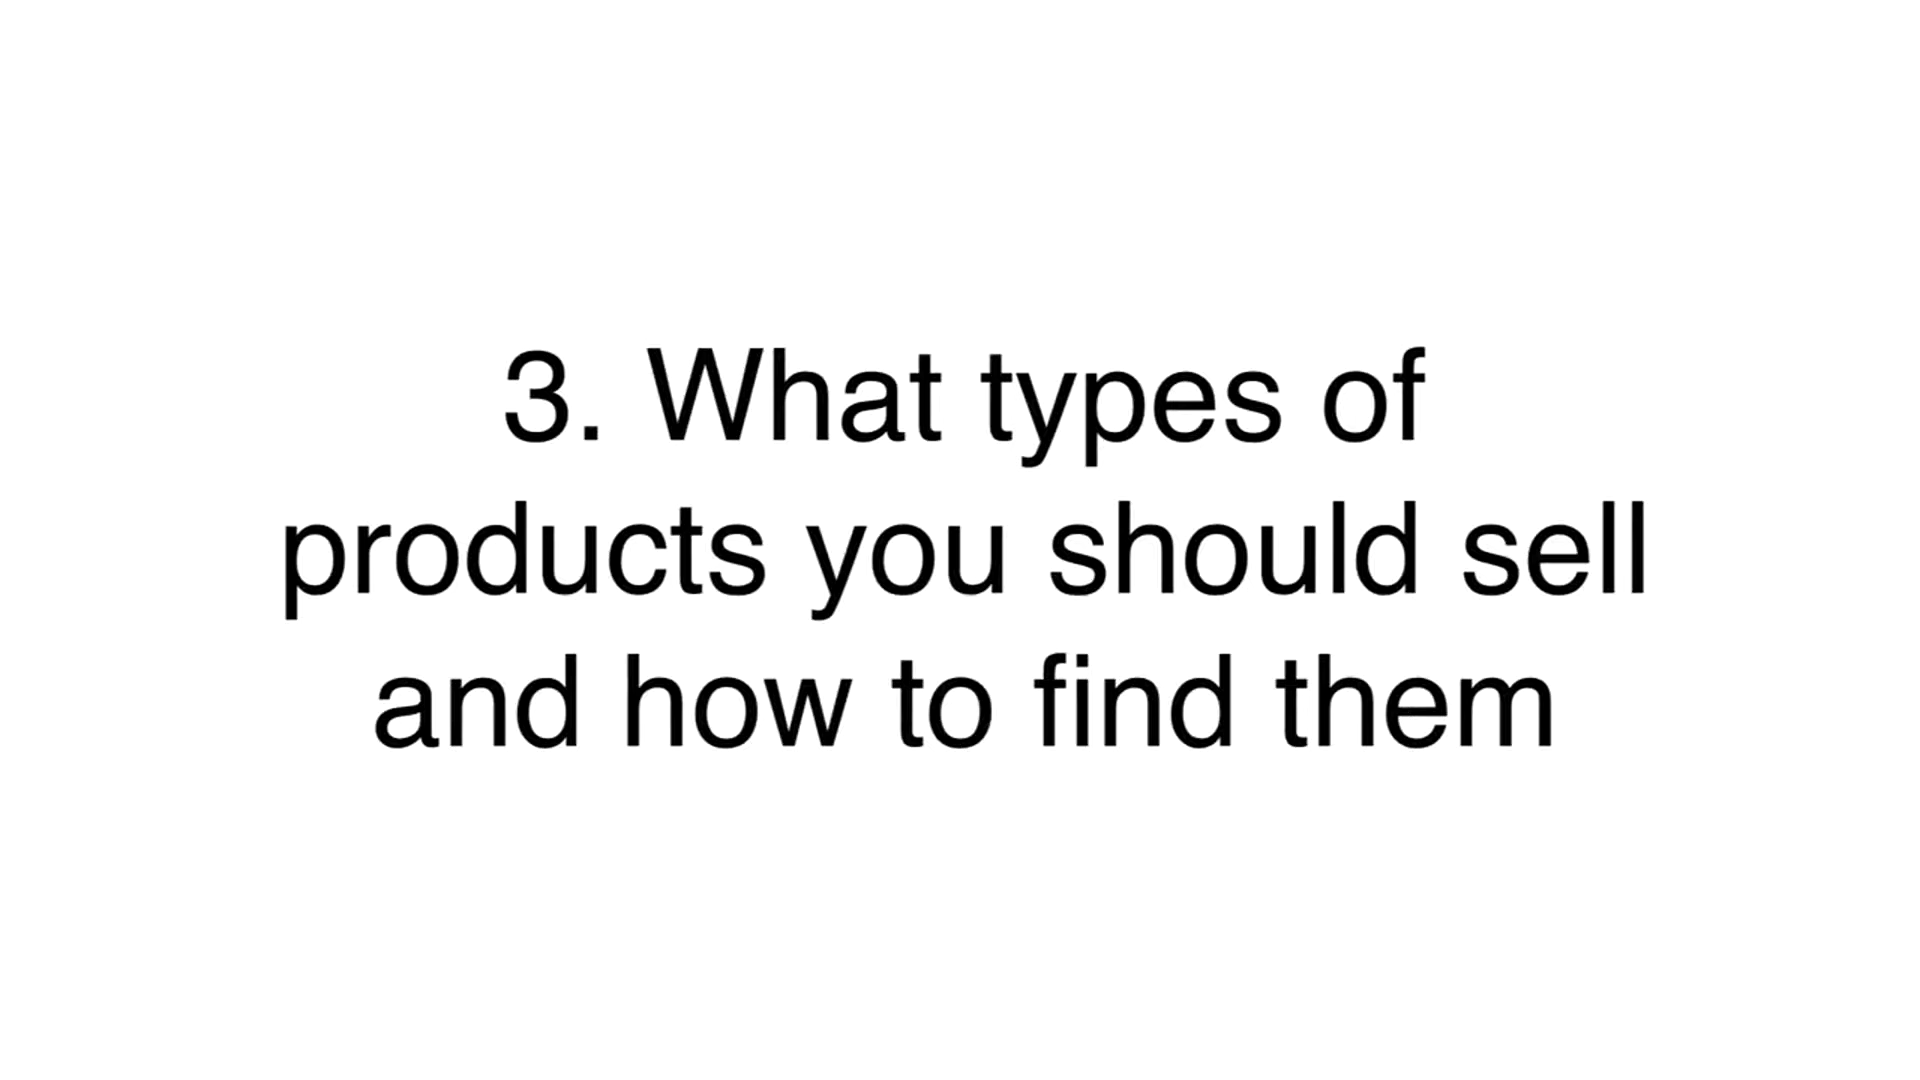 3. What types of
products you should sell
and how to find them